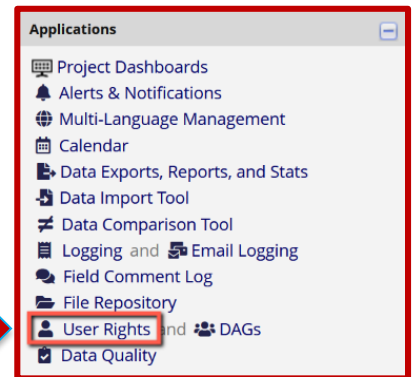 Applications
Project Dashboards
Alerts & Notifications
Multi-Language Management
Calendar
Data Exports, Reports, and Stats
Data Import Tool
Data Comparison Tool
Logging and Email Logging
Field Comment Log
File Repository
User Rights and DAGs
Data Quality